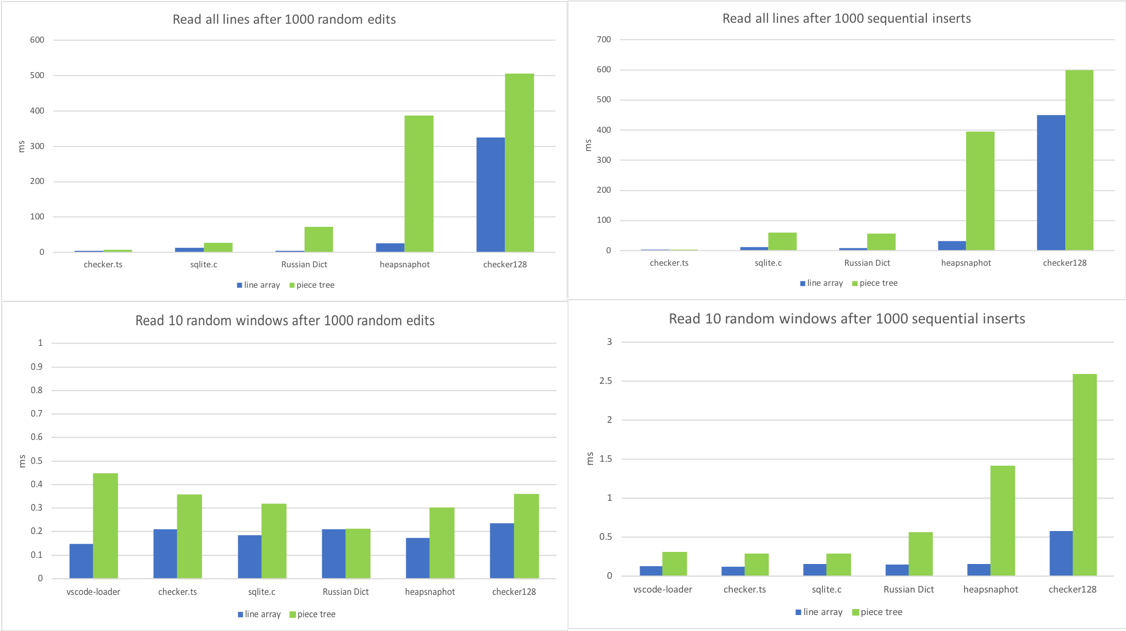 Read all lines after 1000 random edits
600
500
400
300
200
100
0
ms
checker.ts sqlite.c Russian Dict heapsnaphot checker128
line array piece tree
Read all lines after 1000 sequential inserts
700
600
500
400
300
200
100
0
ms
checker.ts sqlite.c Russian Dict heapsnaphot checker128
line array piece tree
Read 10 random windows after 1000 random edits
1
0.9
0.8
0.7
0.6
0.5
0.4
0.3
0.2
0.1
0
ms
vscode-loader checker.ts sqlite.c Russian Dict heapsnaphot checker128
line array piece tree
Read 10 random windows after 1000 sequential inserts
3
2.5
2
1.5
1
0.5
0
ms
vscode-loader checker.ts sqlite.c Russian Dict heapsnaphot checker128
line array piece tree